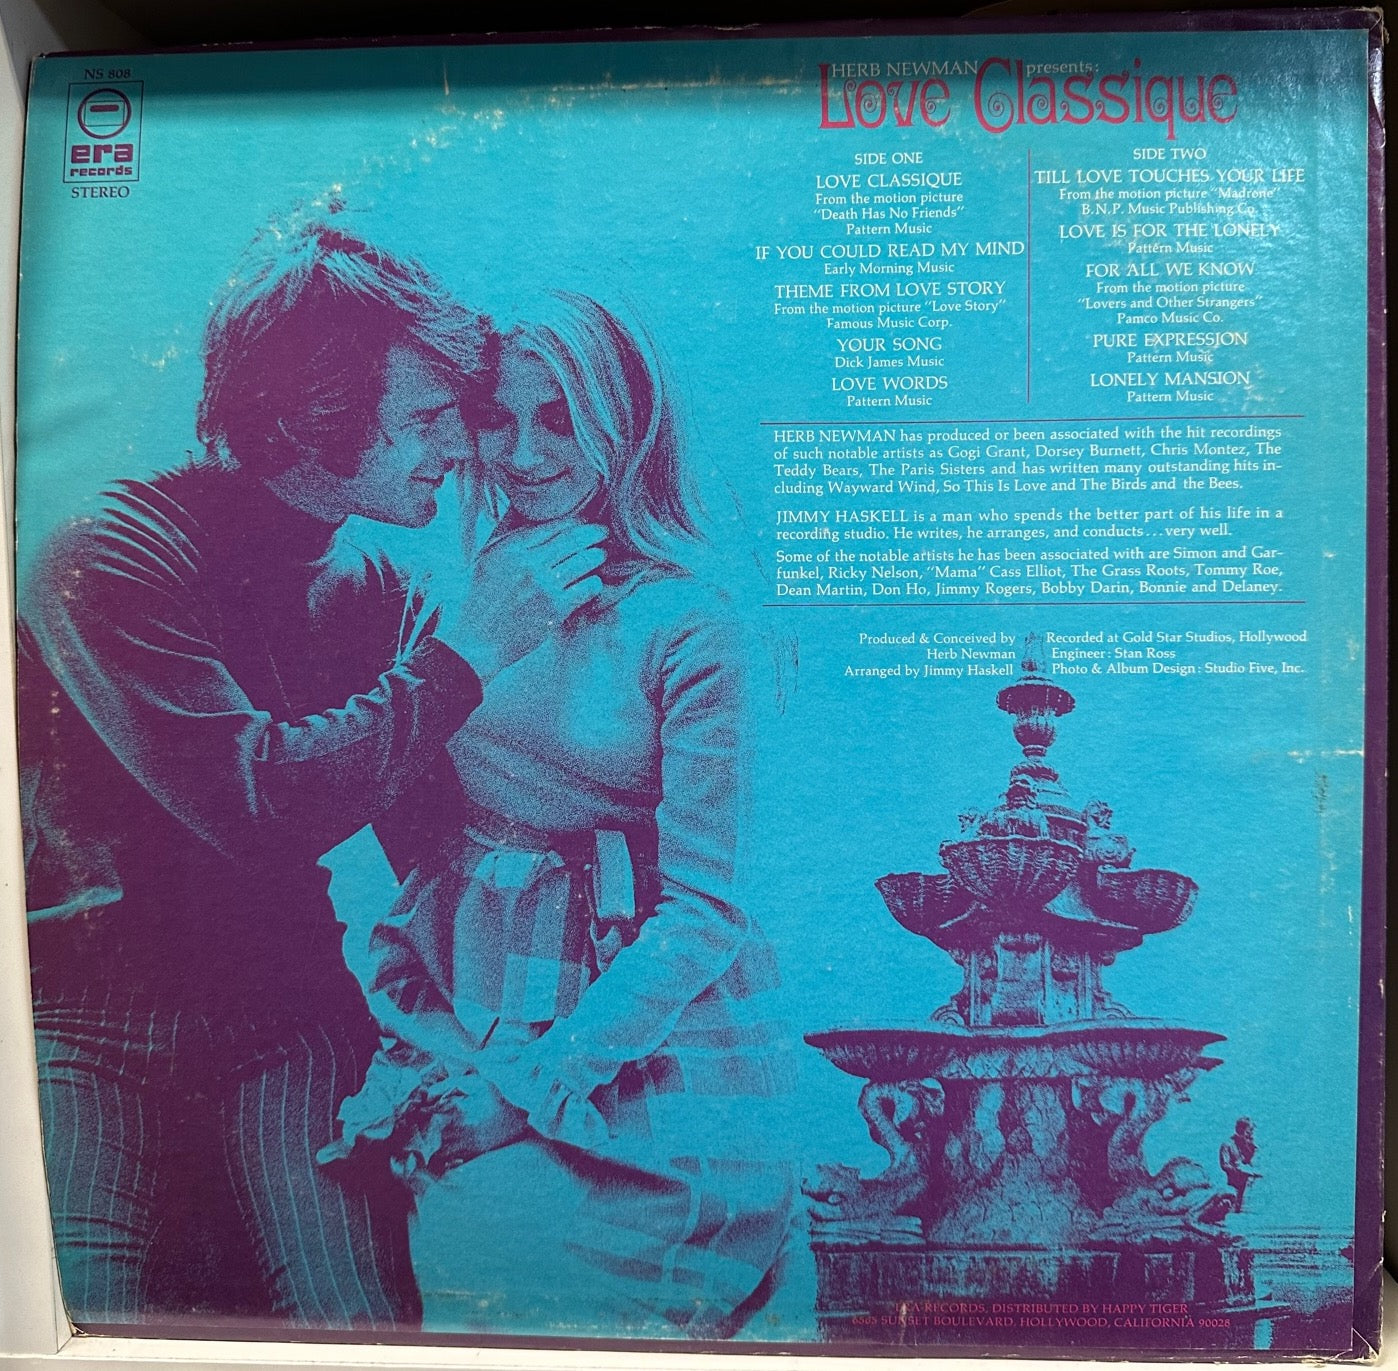 NS 808
era
records
STEREO
HERB NEWMAN presents:
Love Classique
SIDE ONE
LOVE CLASSIQUE
From the motion picture
"Death Has No Friends"
Pattern Music
IF YOU COULD READ MY MIND
Early Morning Music
THEME FROM LOVE STORY
From the motion picture "Love Story"
Famous Music Corp.
YOUR SONG
Dick James Music
LOVE WORDS
Pattern Music
SIDE TWO
TILL LOVE TOUCHES YOUR LIFE
From the motion picture "Madrone"
B.N.P. Music Publishing Co.
LOVE IS FOR THE LONELY
Pattern Music
FOR ALL WE KNOW
From the motion picture
"Lovers and Other Strangers"
Pamco Music Co.
PURE EXPRESSION
Pattern Music
LONELY MANSION
Pattern Music
HERB NEWMAN has produced or been associated with the hit recordings
of such notable artists as Gogi Grant, Dorsey Burnett, Chris Montez, The
Teddy Bears, The Paris Sisters and has written many outstanding hits in-
cluding Wayward Wind, So This Is Love and The Birds and the Bees.
JIMMY HASKELL is a man who spends the better part of his life in a
recording studio. He writes, he arranges, and conducts...very well.
Some of the notable artists he has been associated with are Simon and Gar-
funkel, Ricky Nelson, "Mama" Cass Elliot, The Grass Roots, Tommy Roe,
Dean Martin, Don Ho, Jimmy Rogers, Bobby Darin, Bonnie and Delaney.
Produced & Conceived by
Herb Newman
Arranged by Jimmy Haskell
Recorded at Gold Star Studios, Hollywood
Engineer: Stan Ross
Photo & Album Design: Studio Five, Inc.
ERA RECORDS, DISTRIBUTED BY HAPPY TIGER
SUNSET BOULEVARD, HOLLYWOOD, CALIFORNIA 90028